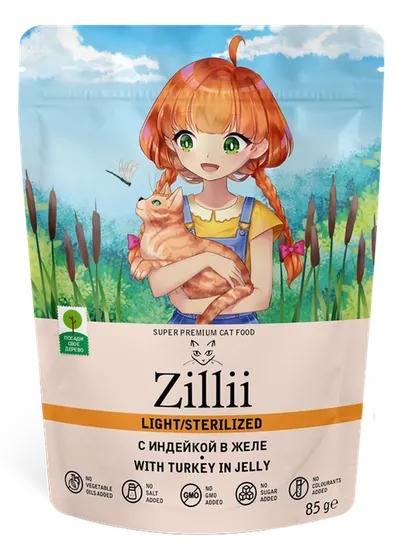 ПОСАДИ
СВОЕ
ДЕРЕВО
SUPER PREMIUM CAT FOOD
Zillii
LIGHT/STERILIZED
С ИНДЕЙКОЙ В ЖЕЛЕ
WITH TURKEY IN JELLY
NO
VEGETABLE
OILS ADDED
NO
SALT
ADDED
GMO
NO
GMO
ADDED
NO
SUGAR
ADDED
NO
COLOURANTS
ADDED
85 g℮